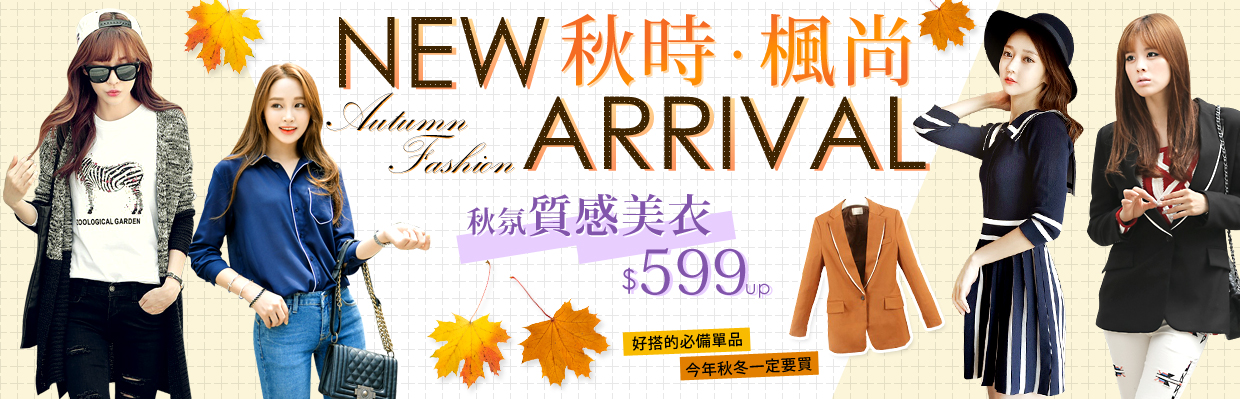 NEW 秋時·楓尚
Autumn
Fashion
ARRIVAL
秋氛質感美衣
$599up
好搭的必備單品
今年秋冬一定要買
ZOOLOGICAL GARDEN